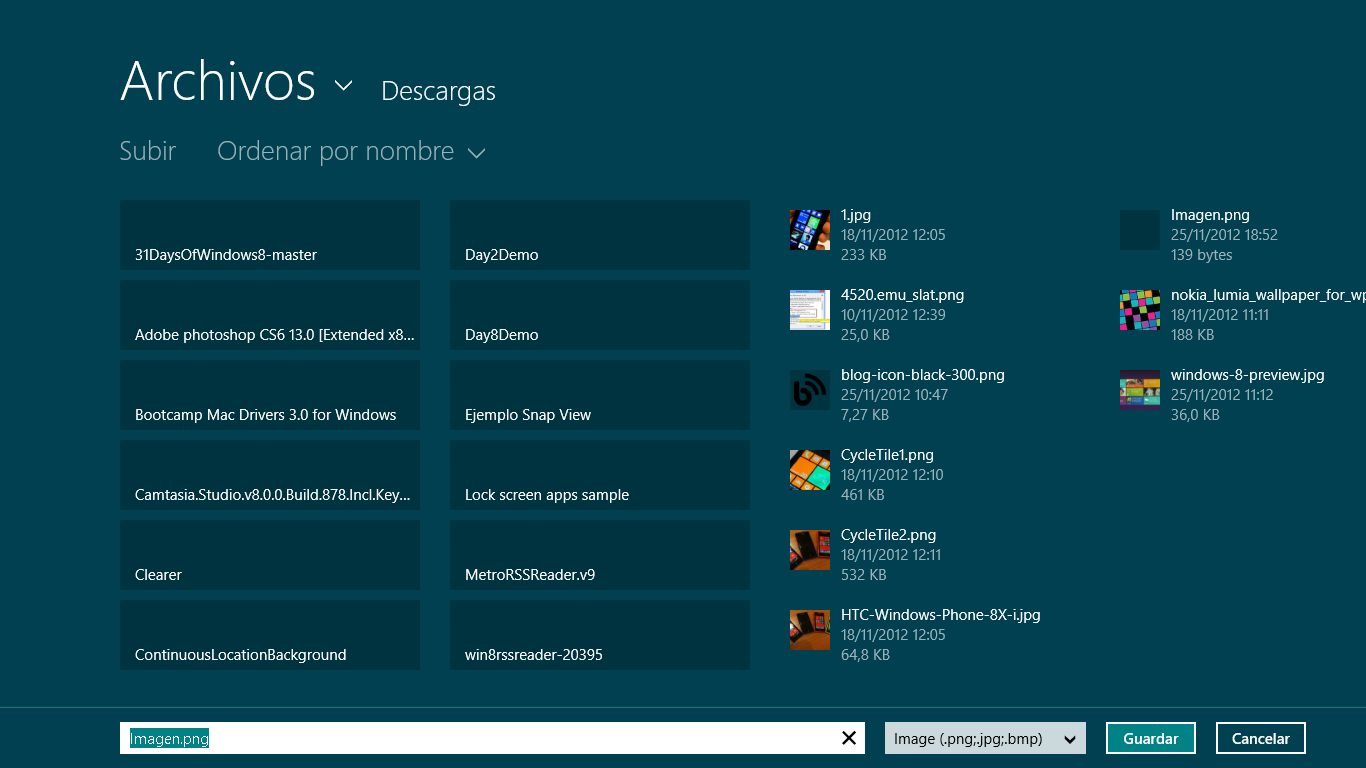 Archivos
Descargas
Subir
Ordenar por nombre
31DaysOfWindows8-master
Adobe photoshop CS6 13.0 [Extended x8...
Bootcamp Mac Drivers 3.0 for Windows
Camtasia.Studio.v8.0.0.Build.878.Incl.Key...
Clearer
ContinuousLocationBackground
Day2Demo
Day8Demo
Ejemplo Snap View
Lock screen apps sample
MetroRSSReader.v9
win8rssreader-20395
1.jpg
18/11/2012 12:05
233 KB
4520.emu_slat.png
10/11/2012 12:39
25,0 KB
blog-icon-black-300.png
25/11/2012 10:47
7,27 KB
CycleTile1.png
18/11/2012 12:10
461 KB
CycleTile2.png
18/11/2012 12:11
532 KB
HTC-Windows-Phone-8X-i.jpg
18/11/2012 12:05
64,8 KB
Imagen.png
25/11/2012 18:52
139 bytes
nokia_lumia_wallpaper_for_wp
18/11/2012 11:11
188 KB
windows-8-preview.jpg
25/11/2012 11:12
36,0 KB
Imagen.png
Image (.png;.jpg;.bmp)
Guardar
Cancelar